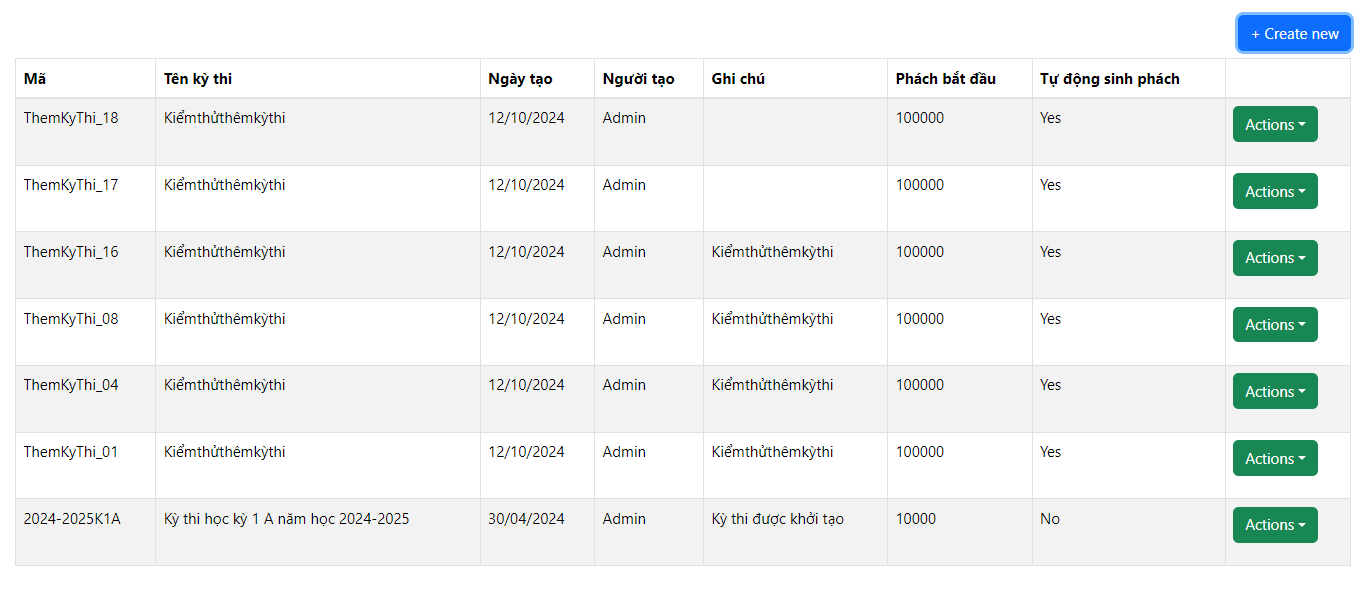 + Create new
Mã Tên kỳ thi Ngày tạo Người tạo Ghi chú Phách bắt đầu Tự động sinh phách
ThemKyThi_18 Kiểmthửthêmkỳthi 12/10/2024 Admin 100000 Yes Actions
ThemKyThi_17 Kiểmthửthêmkỳthi 12/10/2024 Admin 100000 Yes Actions
ThemKyThi_16 Kiểmthửthêmkỳthi 12/10/2024 Admin Kiểmthửthêmkỳthi 100000 Yes Actions
ThemKyThi_08 Kiểmthửthêmkỳthi 12/10/2024 Admin Kiểmthửthêmkỳthi 100000 Yes Actions
ThemKyThi_04 Kiểmthửthêmkỳthi 12/10/2024 Admin Kiểmthửthêmkỳthi 100000 Yes Actions
ThemKyThi_01 Kiểmthửthêmkỳthi 12/10/2024 Admin Kiểmthửthêmkỳthi 100000 Yes Actions
2024-2025K1A Kỳ thi học kỳ 1 A năm học 2024-2025 30/04/2024 Admin Kỳ thi được khởi tạo 10000 No Actions